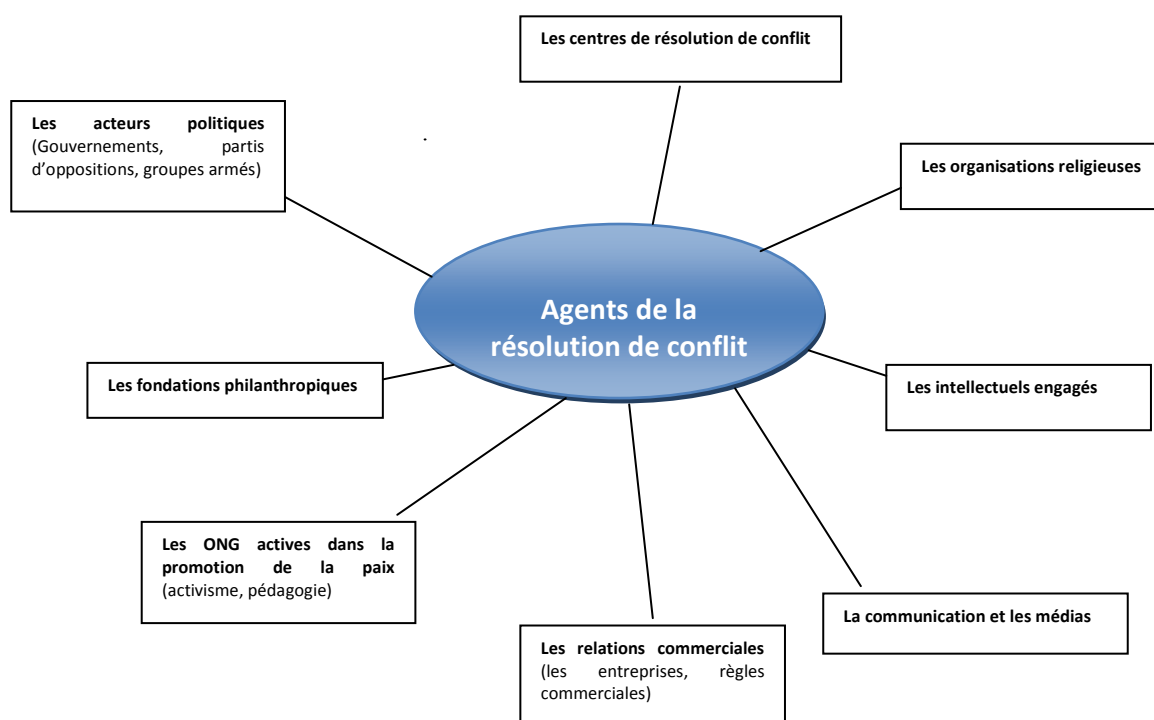 Les centres de résolution de conflit
Les acteurs politiques
(Gouvernements, partis
d’oppositions, groupes armés)
Les organisations religieuses
Agents de la
résolution de conflit
Les fondations philanthropiques
Les intellectuels engagés
Les ONG actives dans la
promotion de la paix
(activisme, pédagogie)
La communication et les médias
Les relations commerciales
(les entreprises, règles
commerciales)